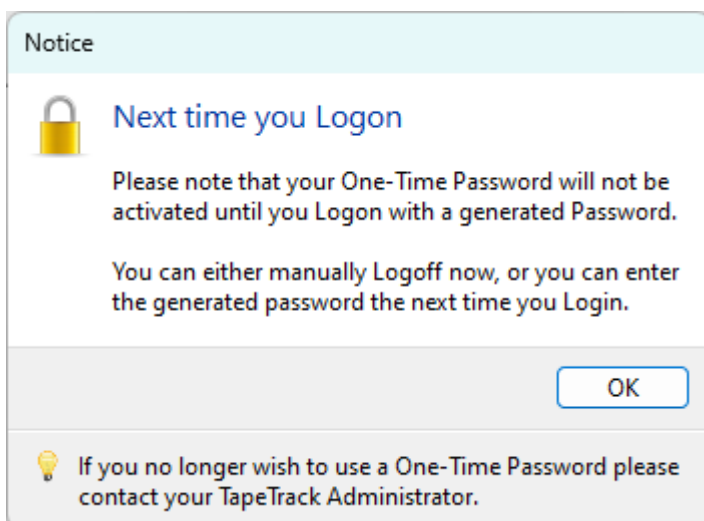 Notice
Next time you Logon
Please note that your One-Time Password will not be
activated until you Logon with a generated Password.
You can either manually Logoff now, or you can enter
the generated password the next time you Login.
OK
If you no longer wish to use a One-Time Password please
contact your TapeTrack Administrator.